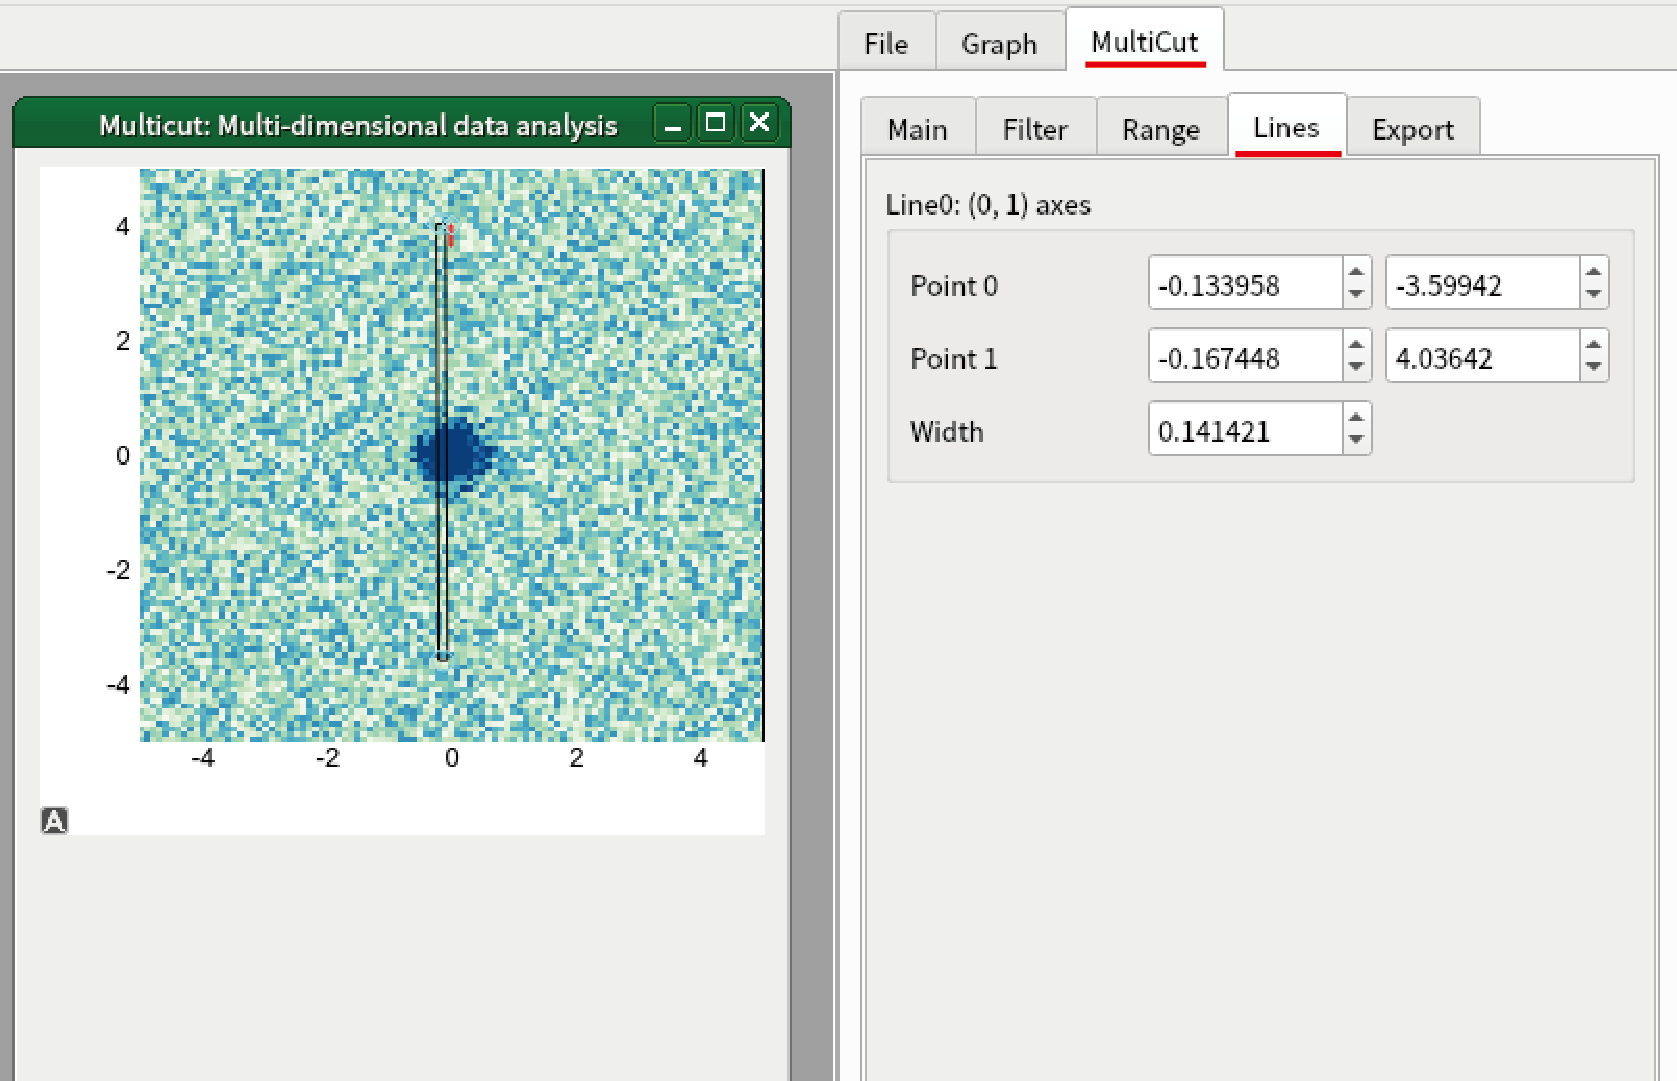 File Graph MultiCut
Multicut: Multi-dimensional data analysis
4
2
0
-2
-4
-4 -2 0 2 4
A
Main Filter Range Lines Export
Line0: (0, 1) axes
Point 0 -0.133958 -3.59942
Point 1 -0.167448 4.03642
Width 0.141421